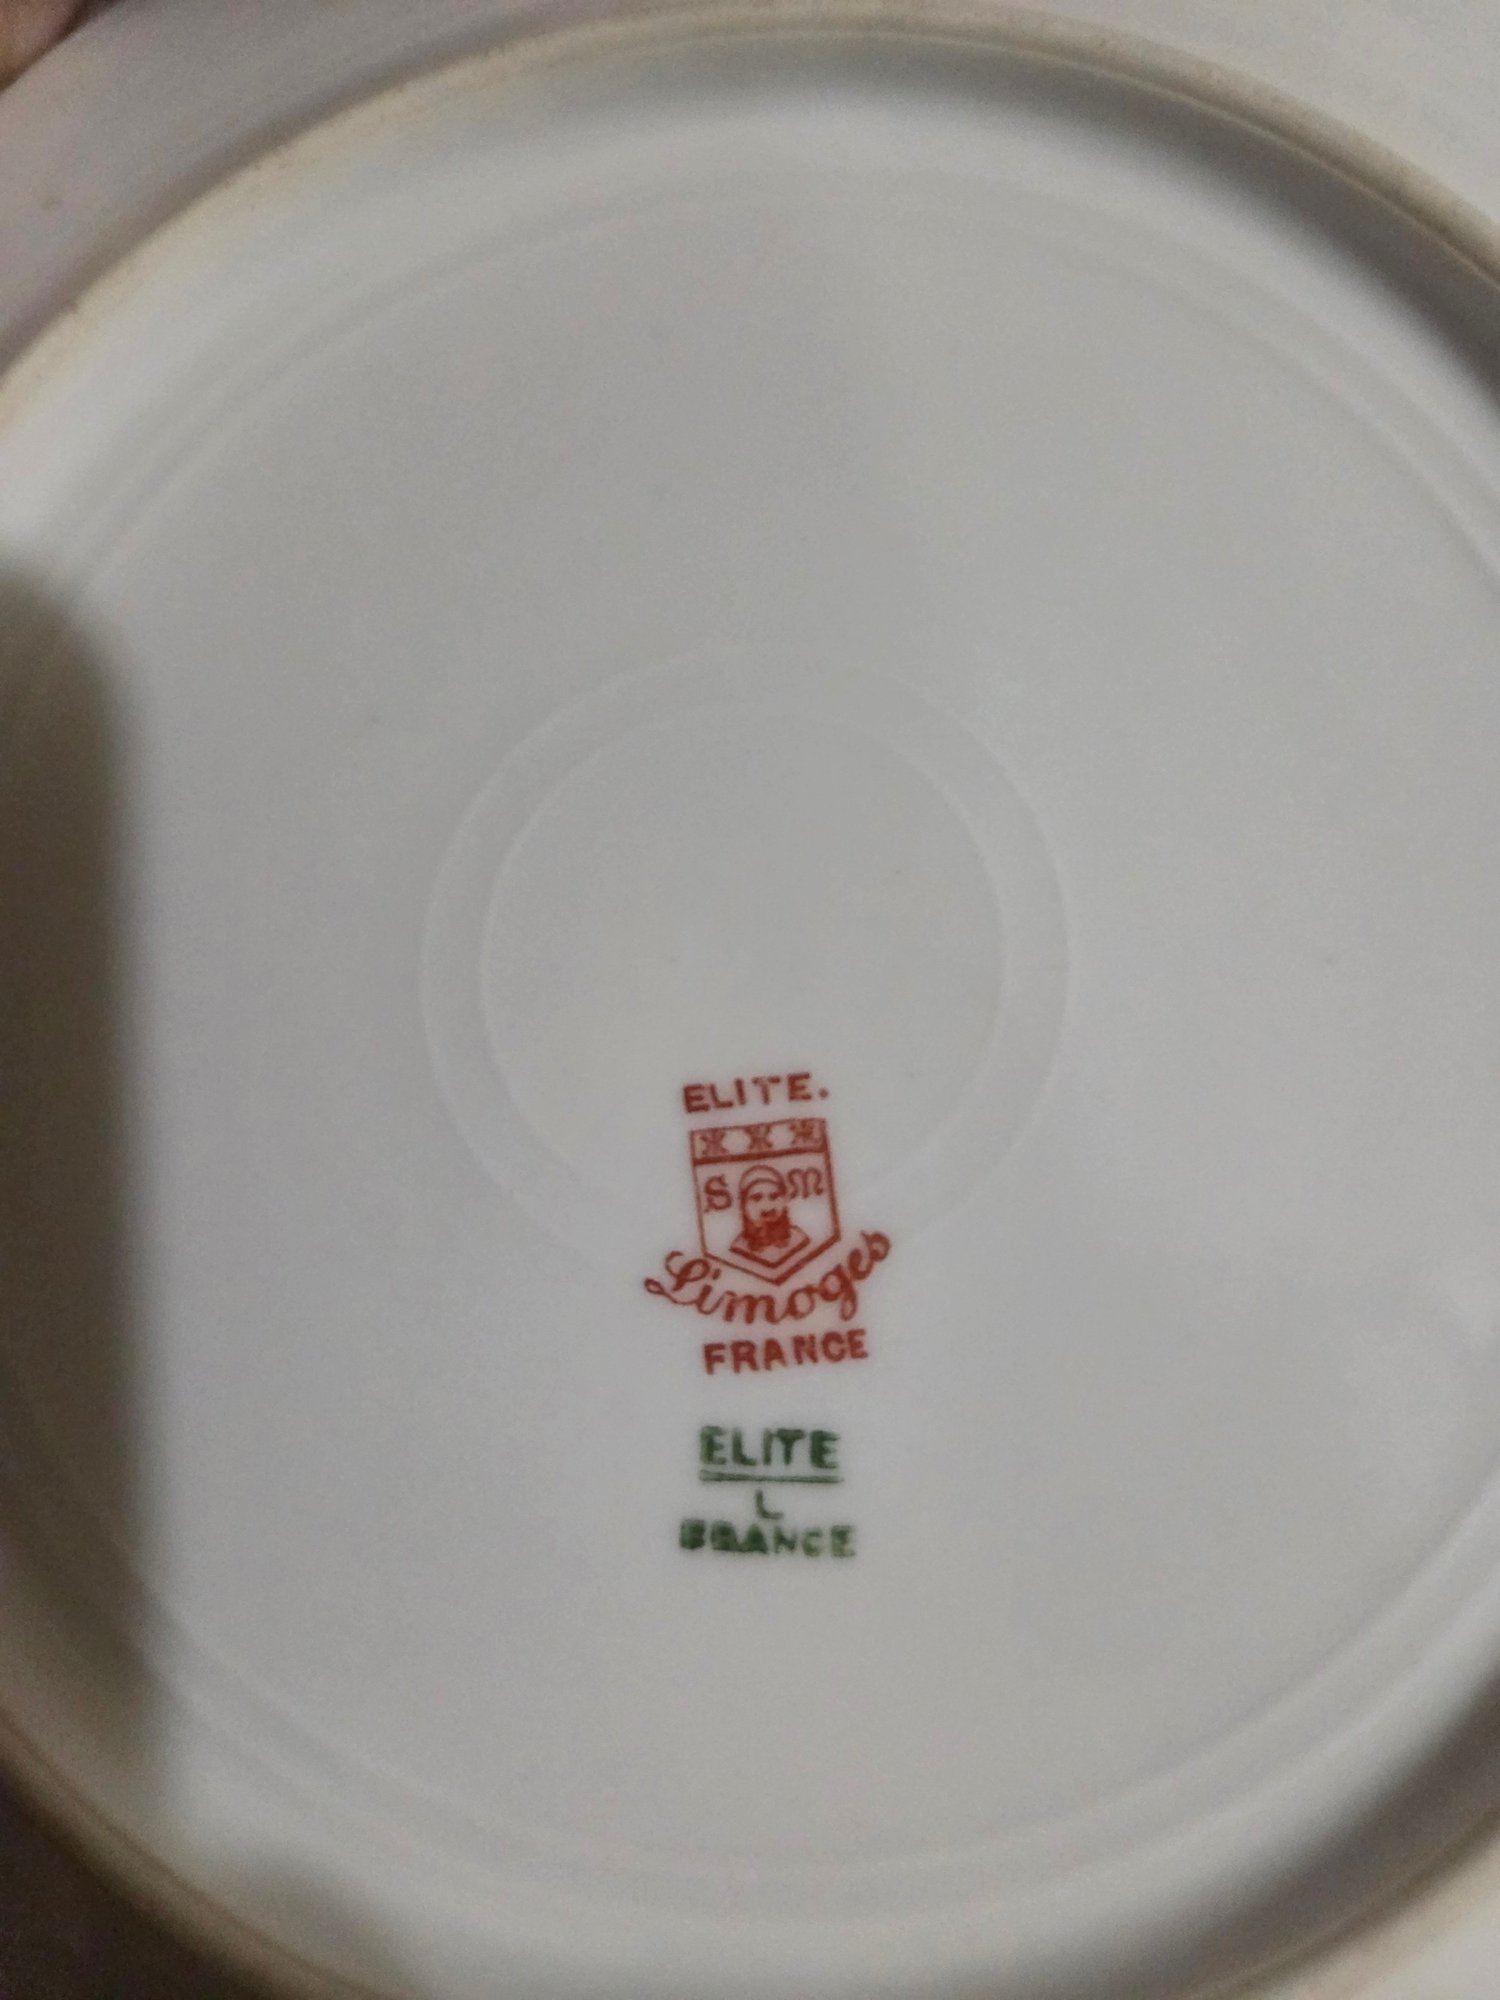 ELITE.
S M
Limoges
FRANCE
ELITE
L
FRANCE